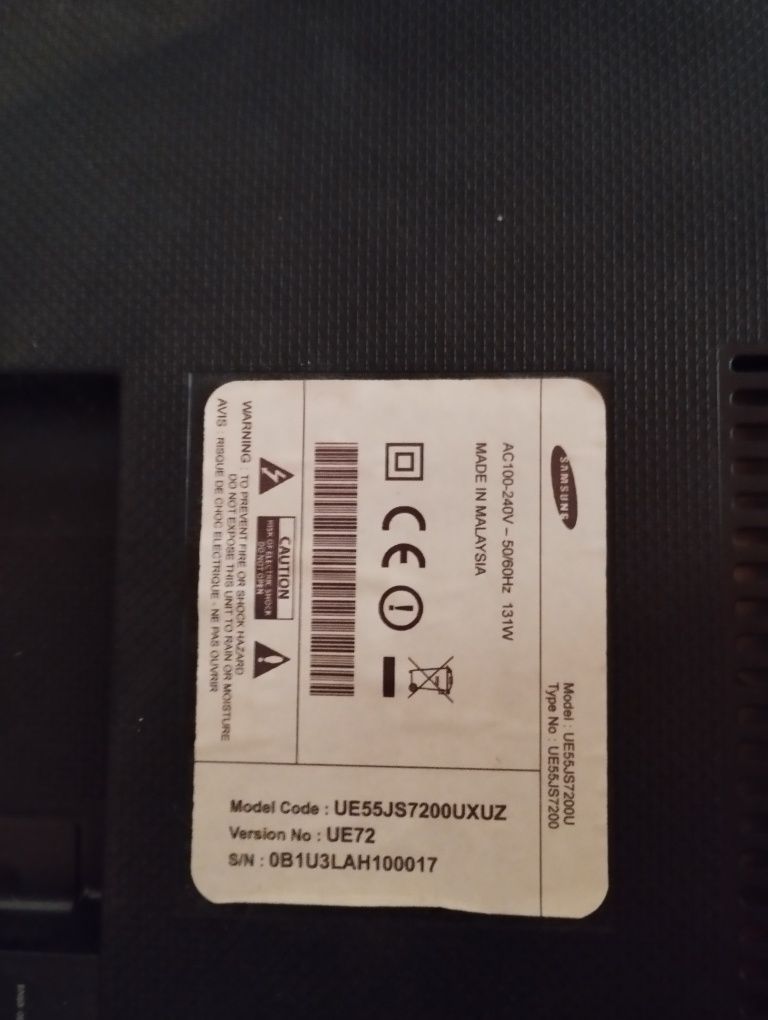 SAMSUNG
Model : UE55JS7200U
Type No : UE55JS7200
AC100-240V ~ 50/60Hz 131W
MADE IN MALAYSIA
CE
CAUTION
RISK OF ELECTRIC SHOCK
DO NOT OPEN
WARNING : TO PREVENT FIRE OR SHOCK HAZARD
DO NOT EXPOSE THIS UNIT TO RAIN OR MOISTURE
AVIS : RISQUE DE CHOC ELECTRIQUE - NE PAS OUVRIR
Model Code : UE55JS7200UXUZ
Version No : UE72
S/N : 0B1U3LAH100017